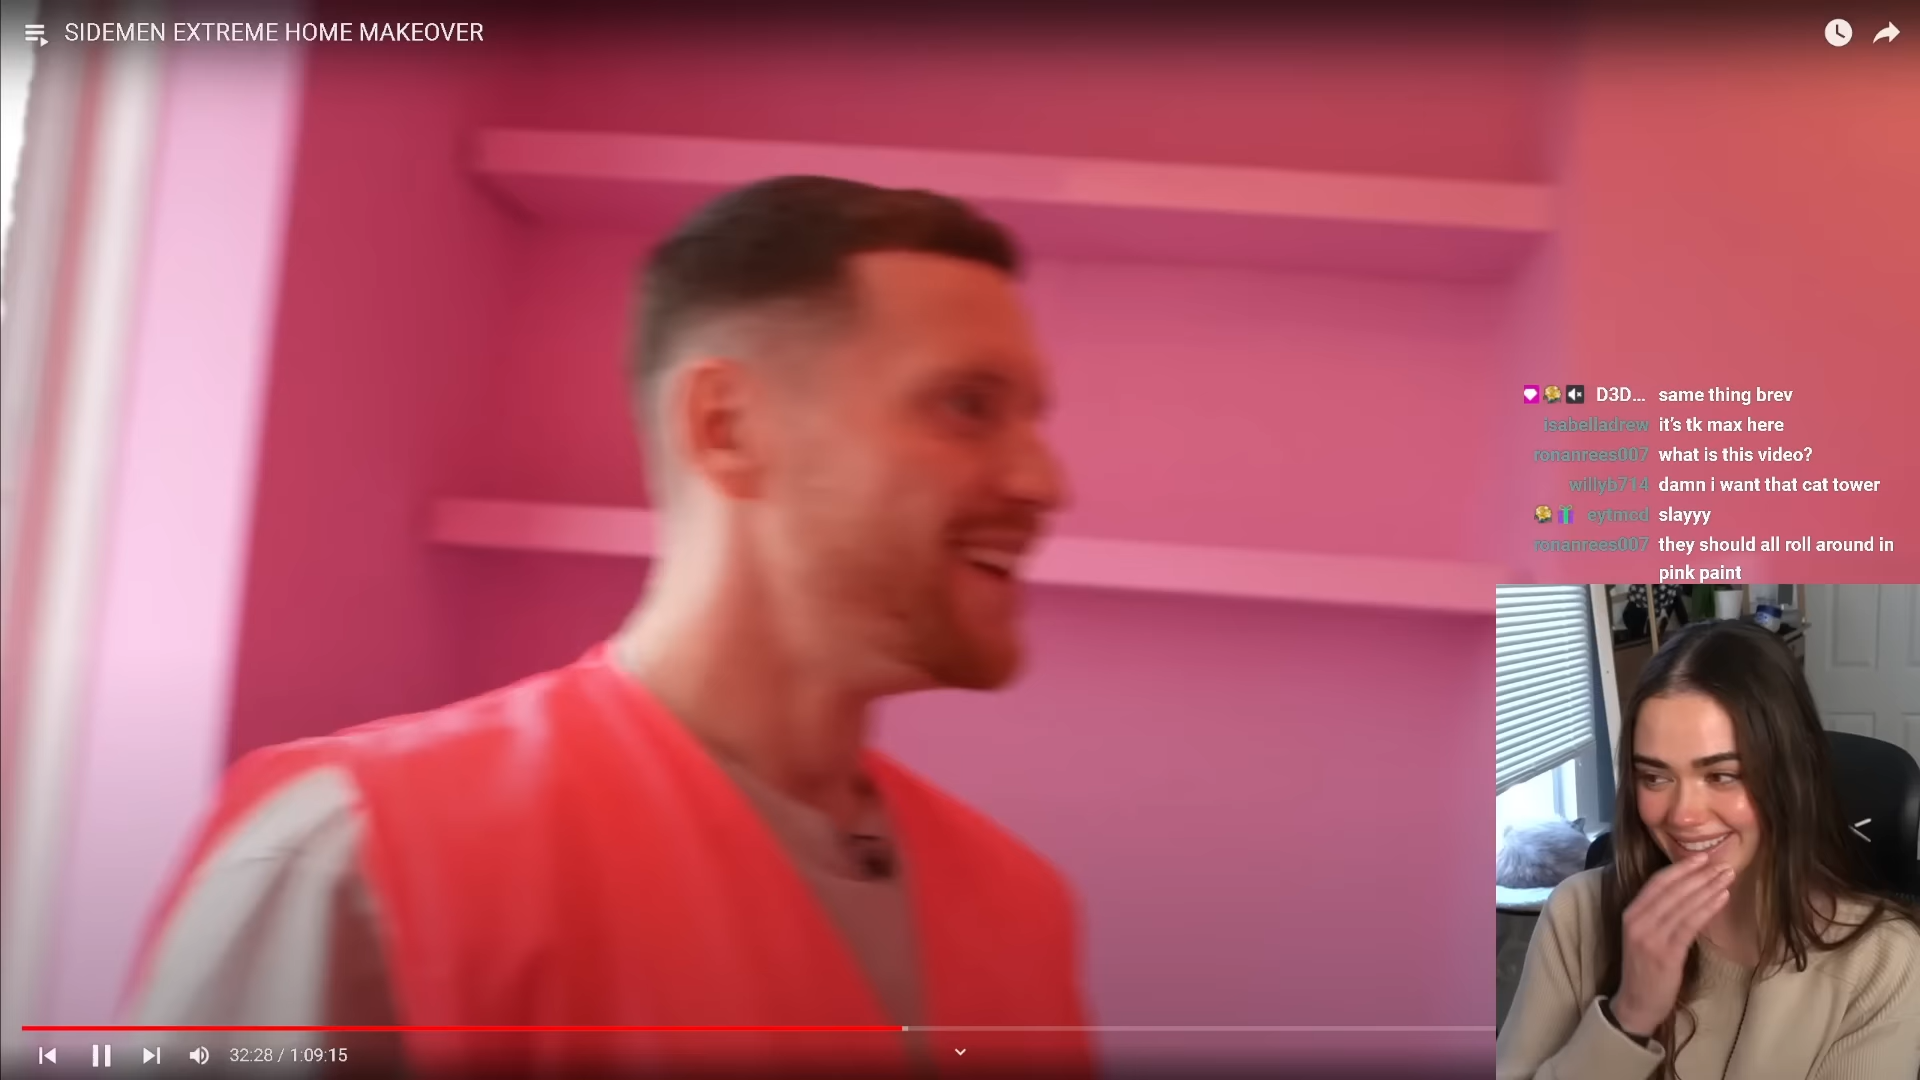 SIDEMEN EXTREME HOME MAKEOVER
D3D... same thing brev
isabelladrew it’s tk max here
ronanrees007 what is this video?
willyb714 damn i want that cat tower
eytmcd slayyy
ronanrees007 they should all roll around in
pink paint
32:28 / 1:09:15